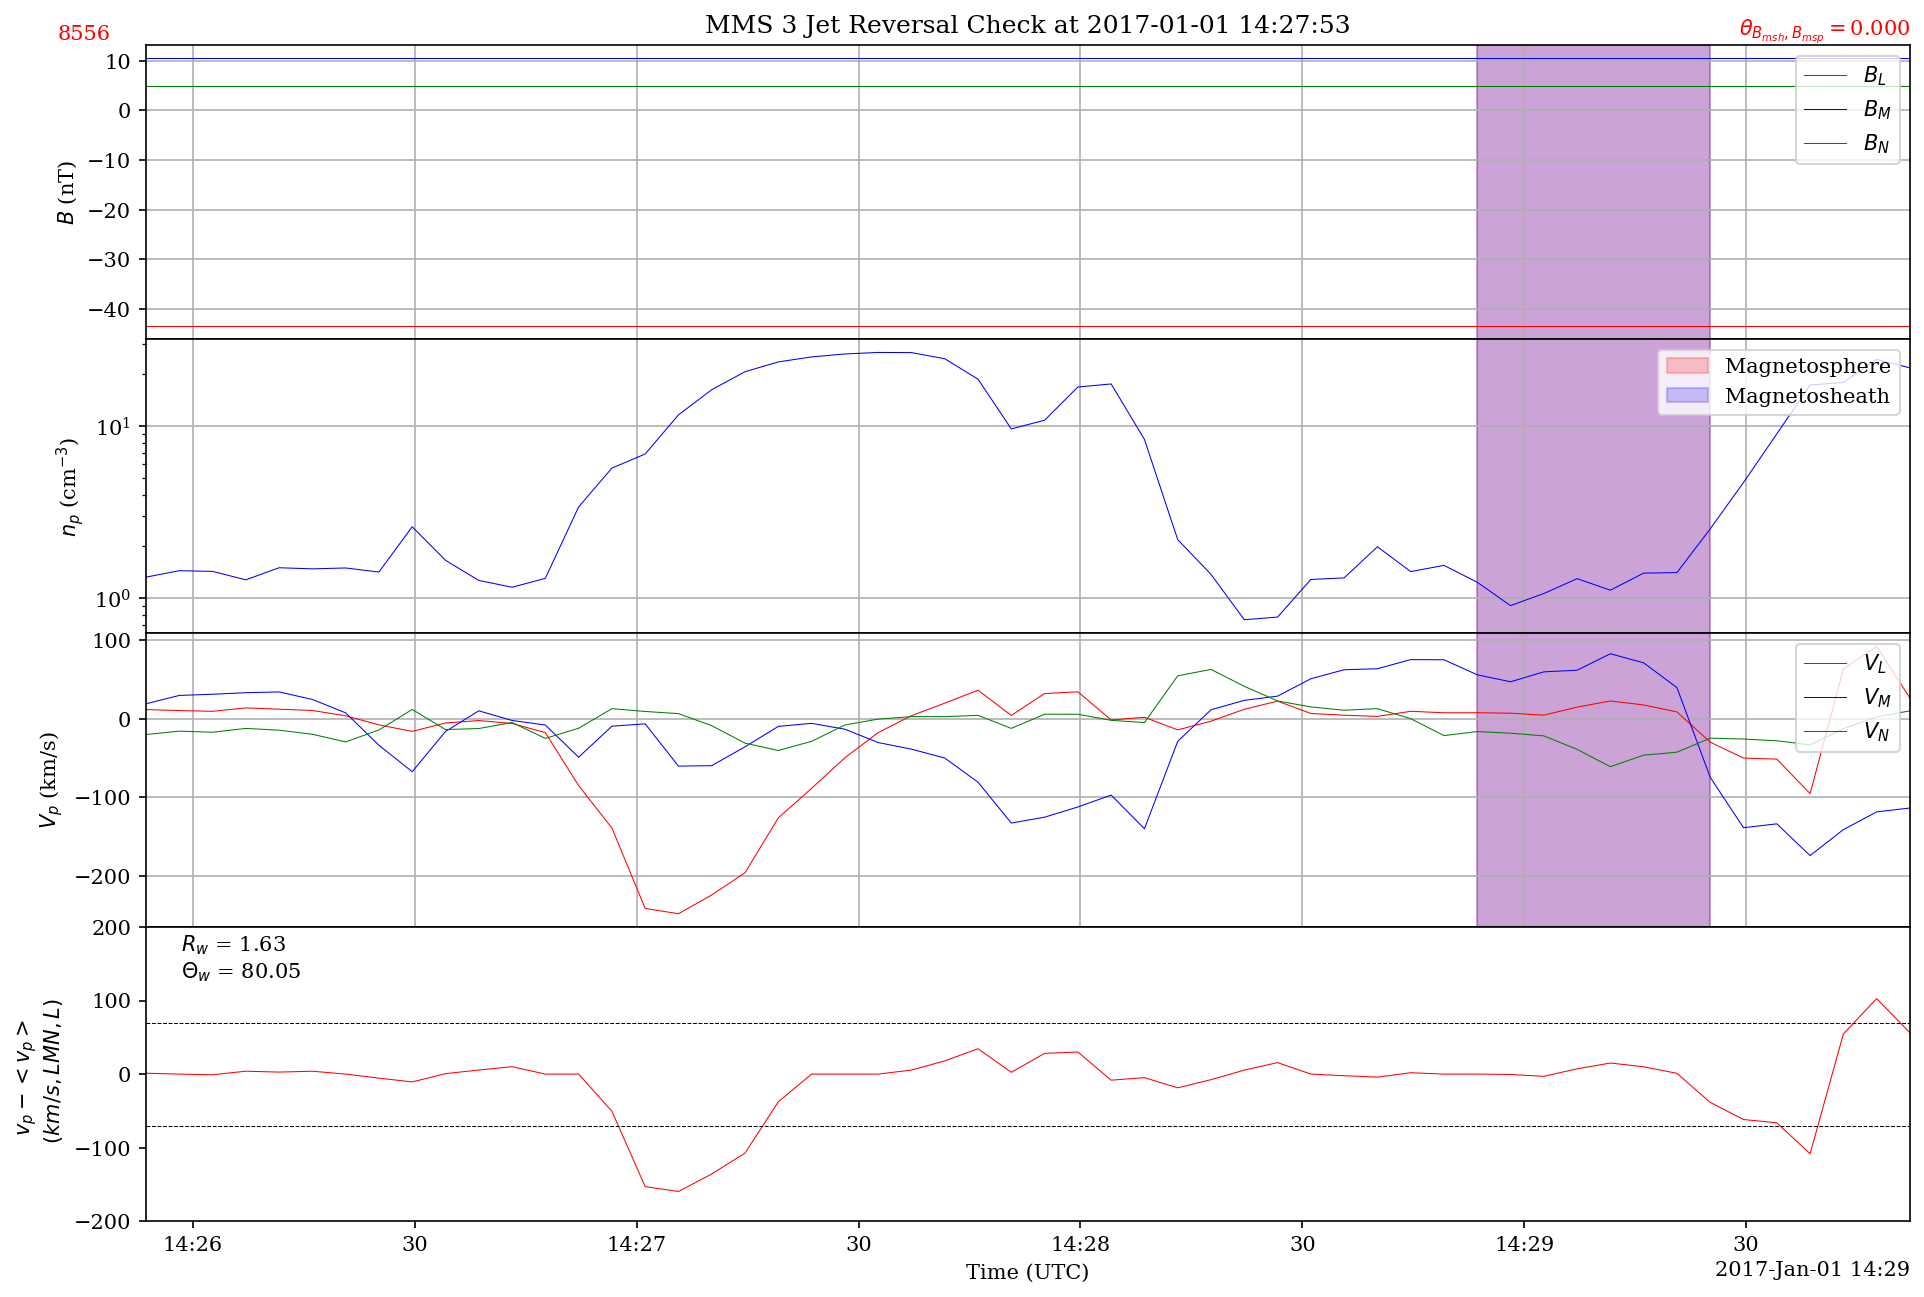 8556
MMS 3 Jet Reversal Check at 2017-01-01 14:27:53
θ_{B_{msh}, B_{msp}} = 0.000
10
0
−10
−20
−30
−40
B (nT)
B_L
B_M
B_N
10^1
10^0
n_p (cm^{−3})
Magnetosphere
Magnetosheath
100
0
−100
−200
V_p (km/s)
V_L
V_M
V_N
200
100
0
−100
−200
v_p − < v_p >
(km/s, LMN, L)
R_w = 1.63
Θ_w = 80.05
14:26 30 14:27 30 14:28 30 14:29 30
Time (UTC)
2017-Jan-01 14:29